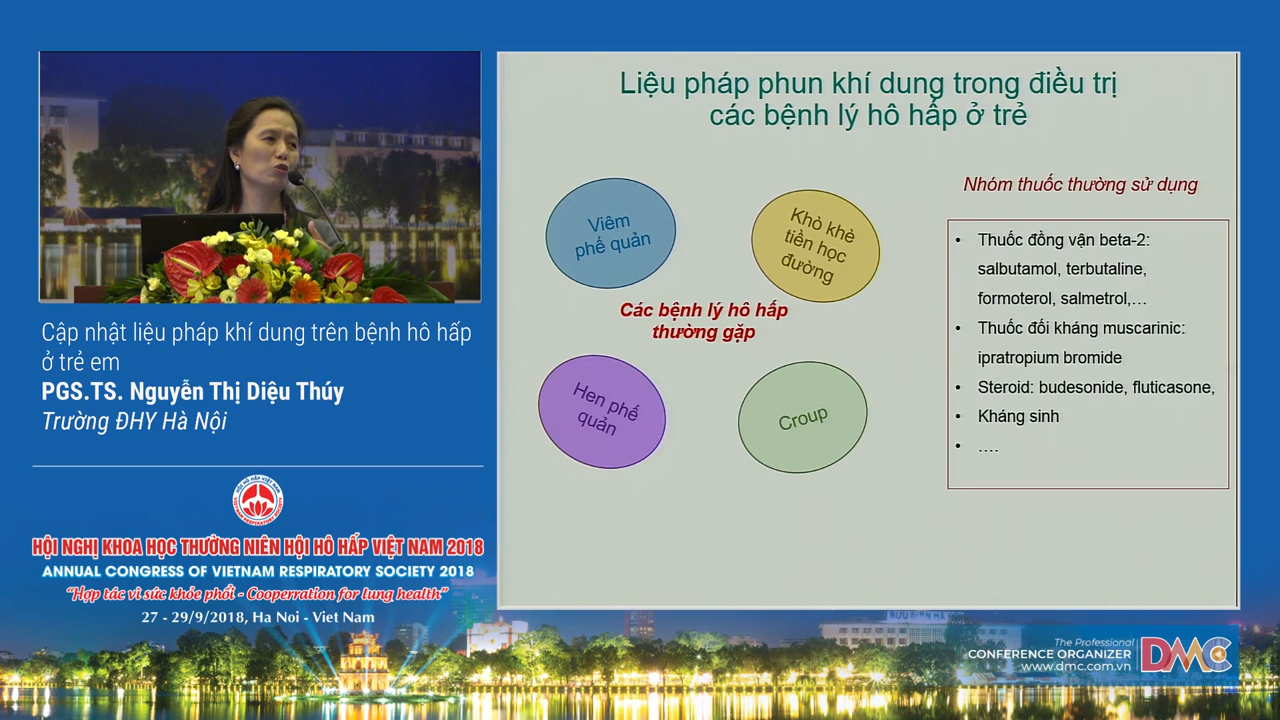 Liệu pháp phun khí dung trong điều trị
các bệnh lý hô hấp ở trẻ
Viêm
phế quản
Khò khè
tiền học
đường
Các bệnh lý hô hấp
thường gặp
Hen phế
quản
Croup
Nhóm thuốc thường sử dụng
• Thuốc đồng vận beta-2:
salbutamol, terbutaline,
formoterol, salmetrol,…
• Thuốc đối kháng muscarinic:
ipratropium bromide
• Steroid: budesonide, fluticasone,
• Kháng sinh
• ….
Cập nhật liệu pháp khí dung trên bệnh hô hấp
ở trẻ em
PGS.TS. Nguyễn Thị Diệu Thúy
Trường ĐHY Hà Nội
HỘI NGHỊ KHOA HỌC THƯỜNG NIÊN HỘI HÔ HẤP VIỆT NAM 2018
ANNUAL CONGRESS OF VIETNAM RESPIRATORY SOCIETY 2018
“Hợp tác vì sức khỏe phổi - Cooperration for lung health”
27 - 29/9/2018, Ha Noi - Viet Nam
The Professional
CONFERENCE ORGANIZER
www.dmc.com.vn
DMC